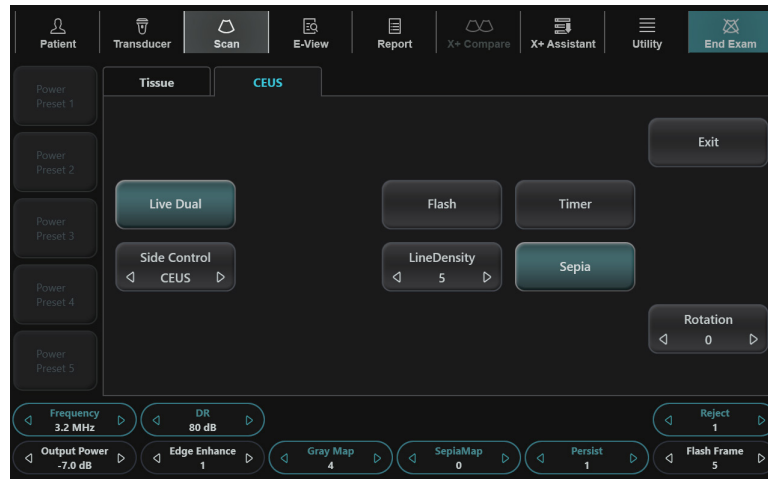 Patient
Transducer
Scan
E-View
Report
X+ Compare
X+ Assistant
Utility
End Exam
Power
Preset 1
Power
Preset 2
Power
Preset 3
Power
Preset 4
Power
Preset 5
Tissue
CEUS
Exit
Live Dual
Flash
Timer
Side Control
CEUS
LineDensity
5
Sepia
Rotation
0
Frequency
3.2 MHz
DR
80 dB
Reject
1
Output Power
-7.0 dB
Edge Enhance
1
Gray Map
4
SepiaMap
0
Persist
1
Flash Frame
5